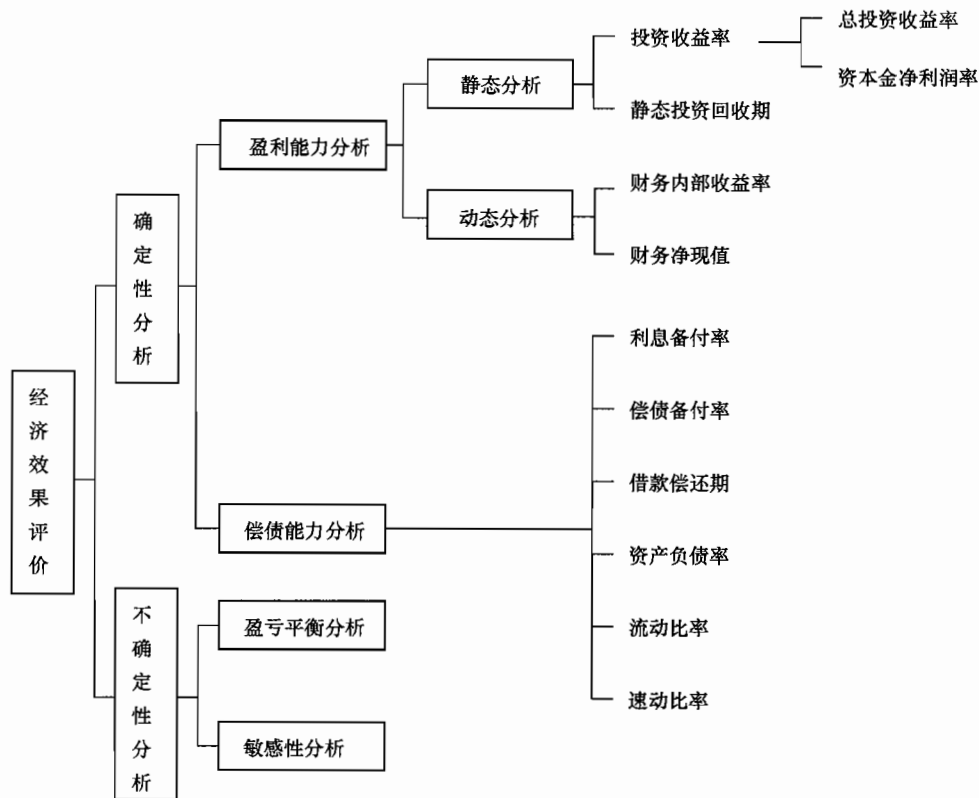 经济效果评价
确定性分析
盈利能力分析
静态分析
投资收益率
总投资收益率
资本金净利润率
静态投资回收期
动态分析
财务内部收益率
财务净现值
偿债能力分析
利息备付率
偿债备付率
借款偿还期
资产负债率
流动比率
速动比率
不确定性分析
盈亏平衡分析
敏感性分析